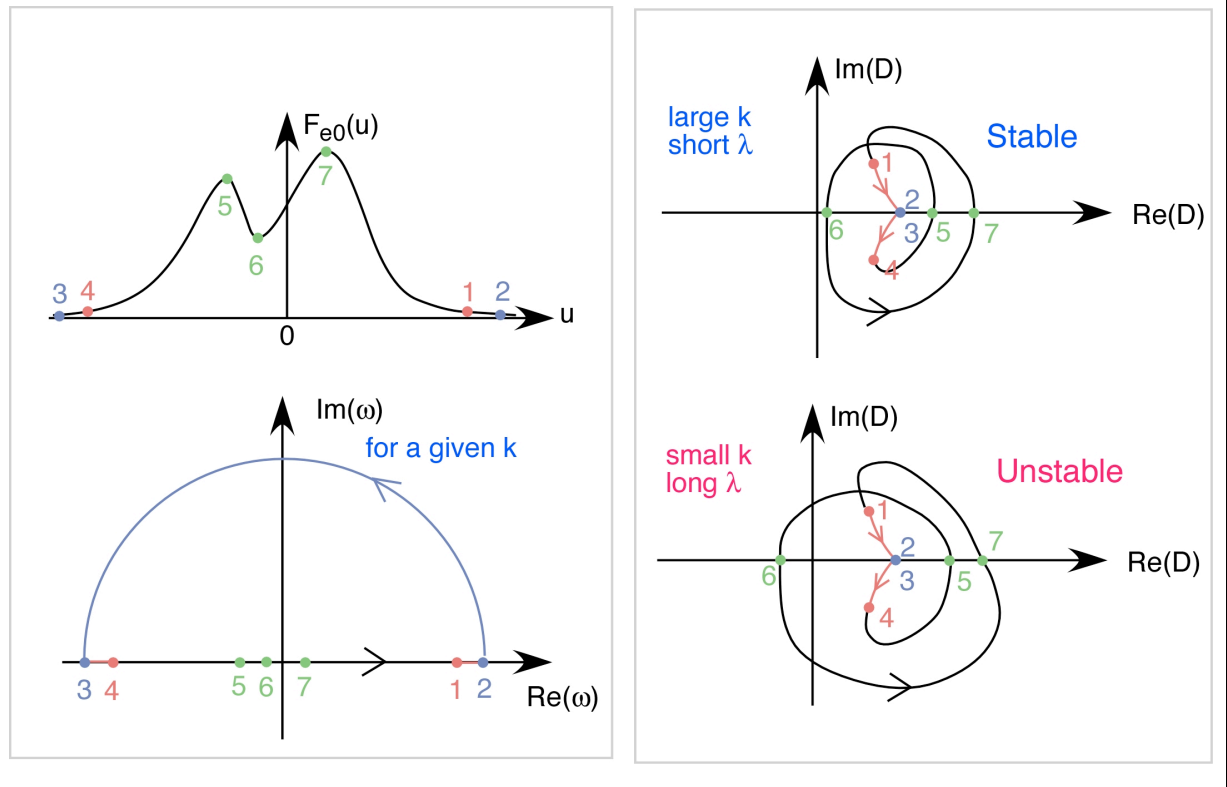 F_e0(u)
7
5
6
3 4
1 2
0
u
Im(ω)
for a given k
3 4
5 6 7
1 2
Re(ω)
Im(D)
large k
short λ
Stable
1
2
3
4
5
6
7
Re(D)
Im(D)
small k
long λ
Unstable
1
2
3
4
5
6
7
Re(D)